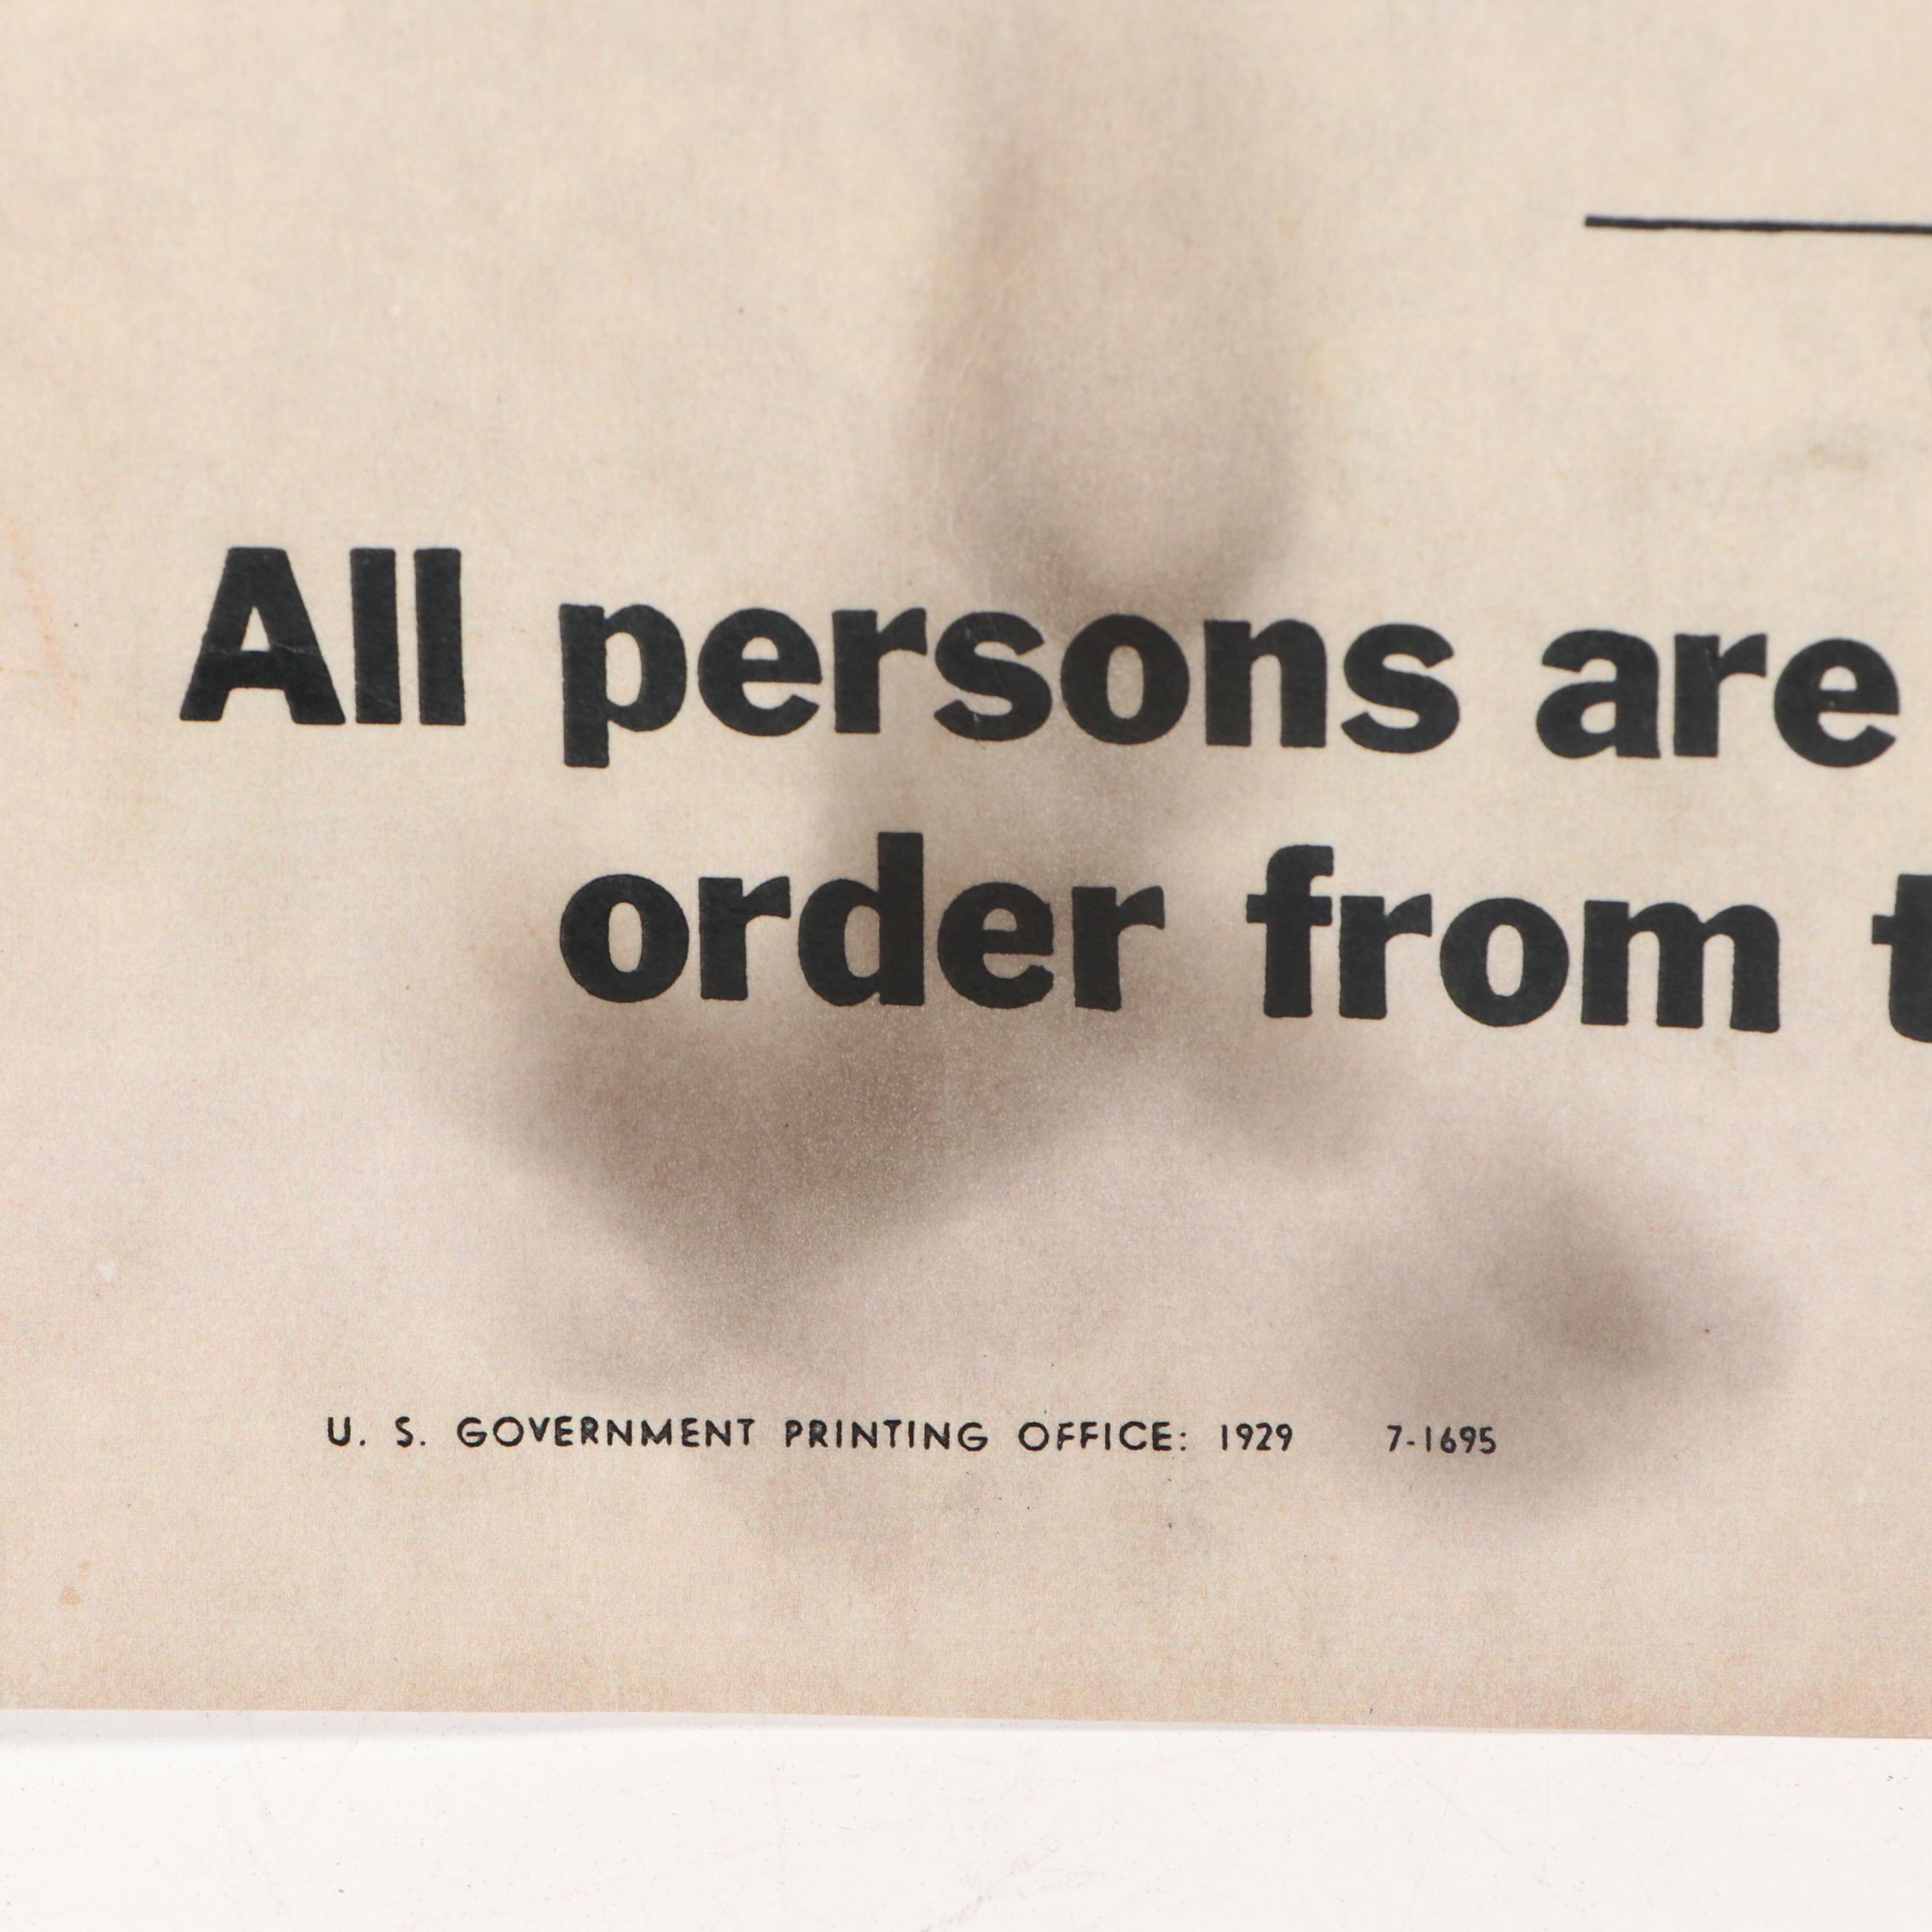 All persons are
order from t
U. S. GOVERNMENT PRINTING OFFICE: 1929 7-1695